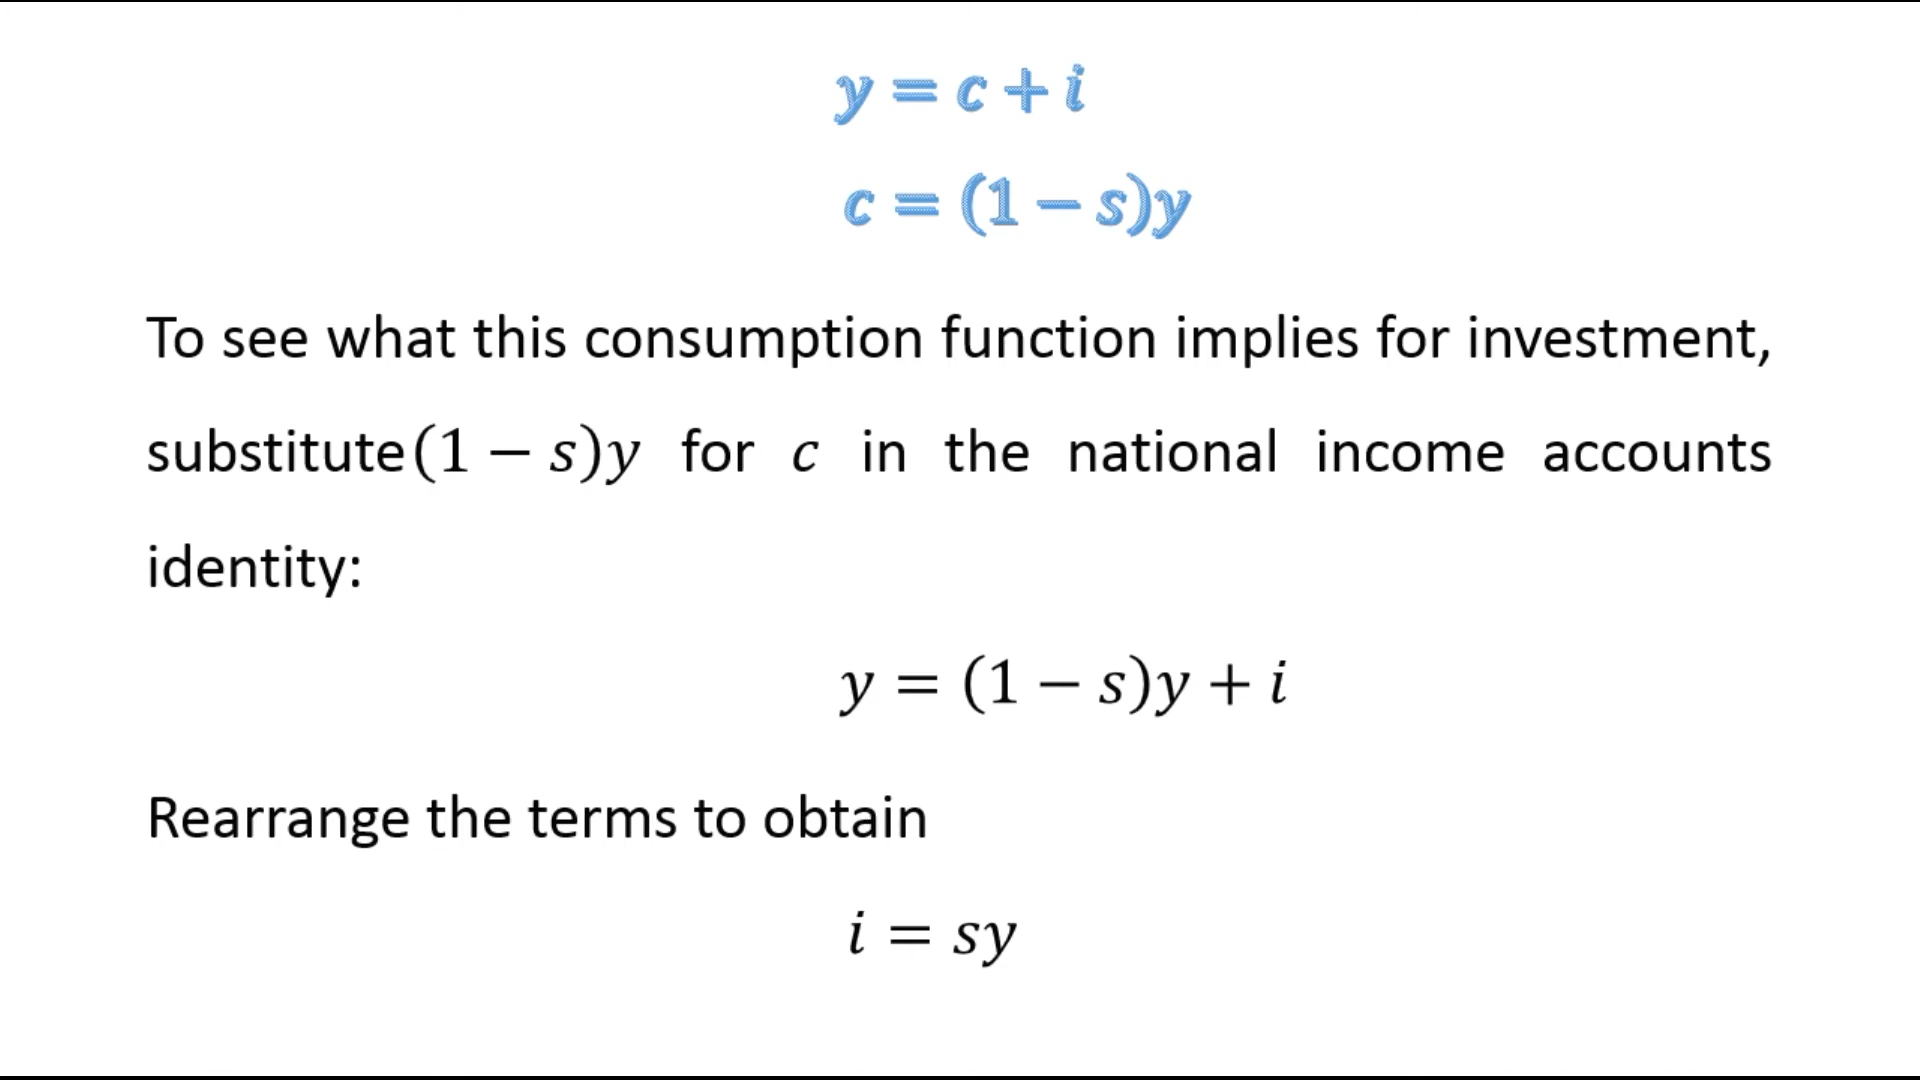 y = c + i
c = (1 − s)y
To see what this consumption function implies for investment,
substitute (1 − s)y for c in the national income accounts
identity:
y = (1 − s)y + i
Rearrange the terms to obtain
i = sy